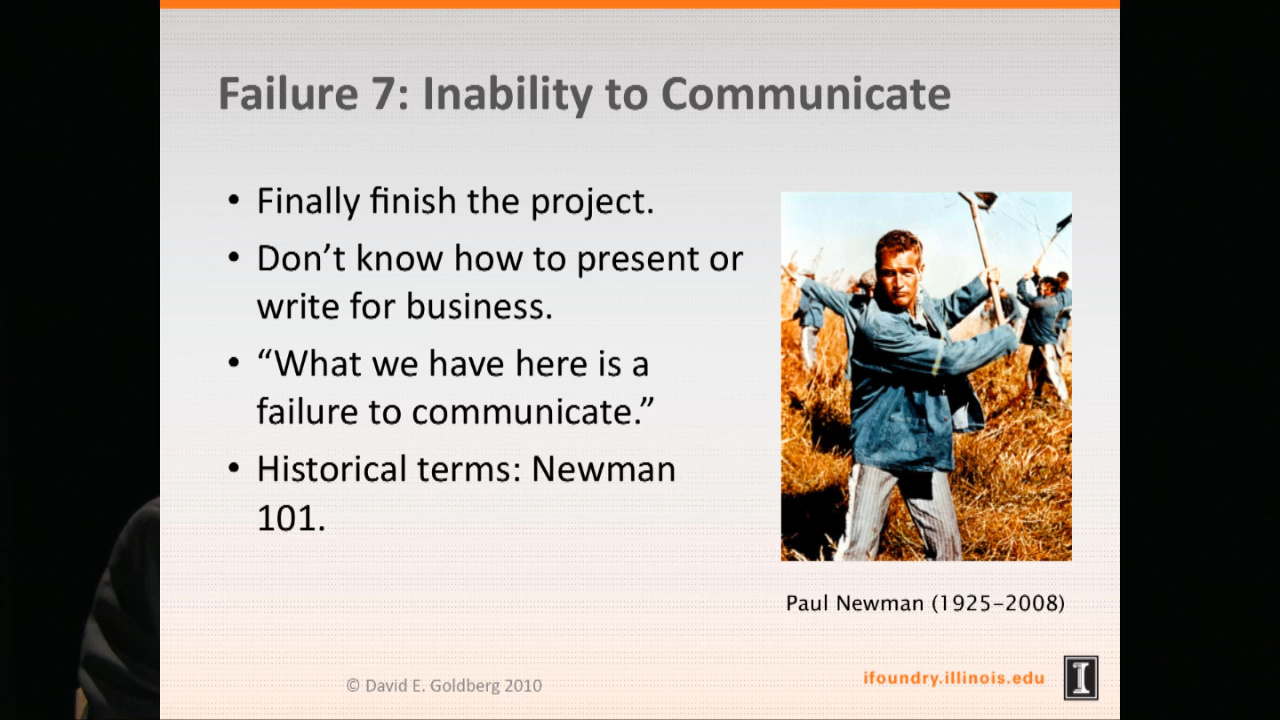 Failure 7: Inability to Communicate
• Finally finish the project.
• Don’t know how to present or
write for business.
• “What we have here is a
failure to communicate.”
• Historical terms: Newman
101.
Paul Newman (1925–2008)
© David E. Goldberg 2010
ifoundry.illinois.edu
I